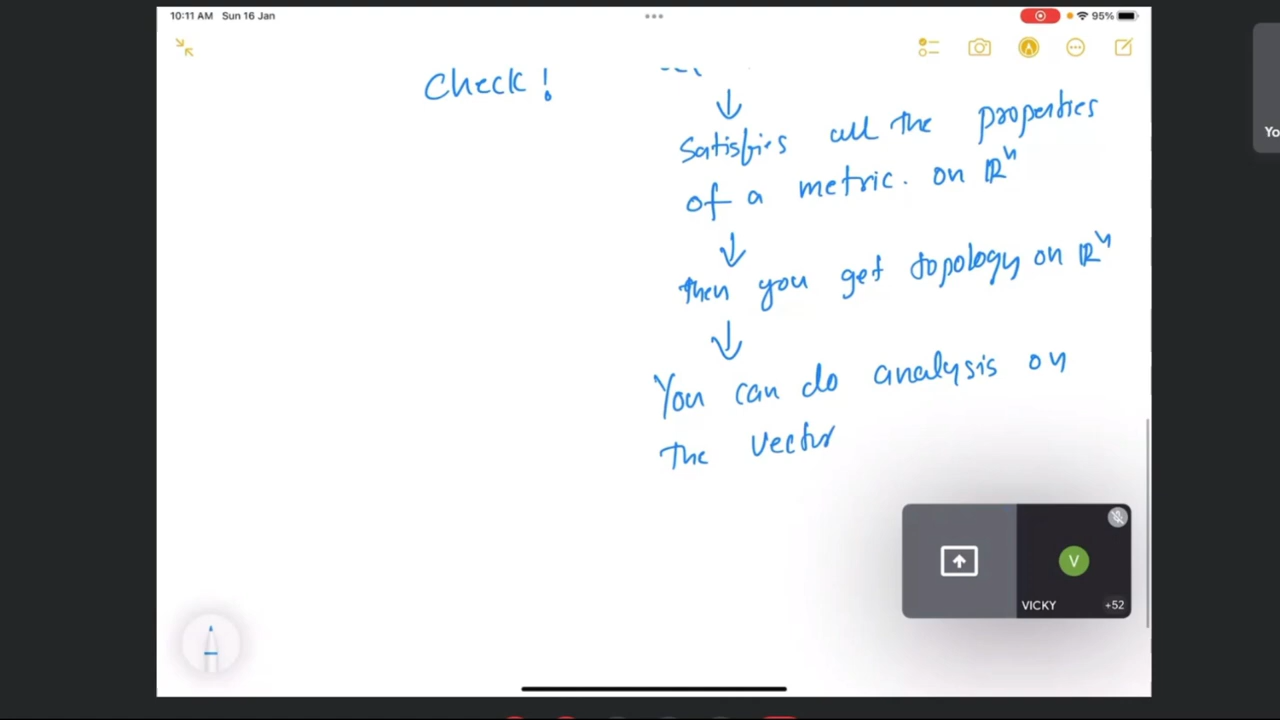 10:11 AM Sun 16 Jan
95%
Check!
Satisfies all the properties
of a metric. on ℝⁿ
then you get topology on ℝⁿ
You can do analysis on
the vector
Yo
V
VICKY +52